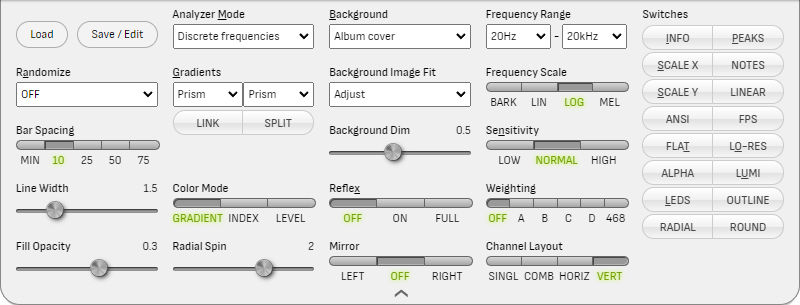 Load
Save / Edit
Randomize
OFF
Bar Spacing
MIN 10 25 50 75
Line Width 1.5
Fill Opacity 0.3
Analyzer Mode
Discrete frequencies
Gradients
Prism Prism
LINK SPLIT
Color Mode
GRADIENT INDEX LEVEL
Radial Spin 2
Background
Album cover
Background Image Fit
Adjust
Background Dim 0.5
Reflex
OFF ON FULL
Mirror
LEFT OFF RIGHT
Frequency Range
20Hz - 20kHz
Frequency Scale
BARK LIN LOG MEL
Sensitivity
LOW NORMAL HIGH
Weighting
OFF A B C D 468
Channel Layout
SINGL COMB HORIZ VERT
Switches
INFO PEAKS
SCALE X NOTES
SCALE Y LINEAR
ANSI FPS
FLAT LO-RES
ALPHA LUMI
LEDS OUTLINE
RADIAL ROUND